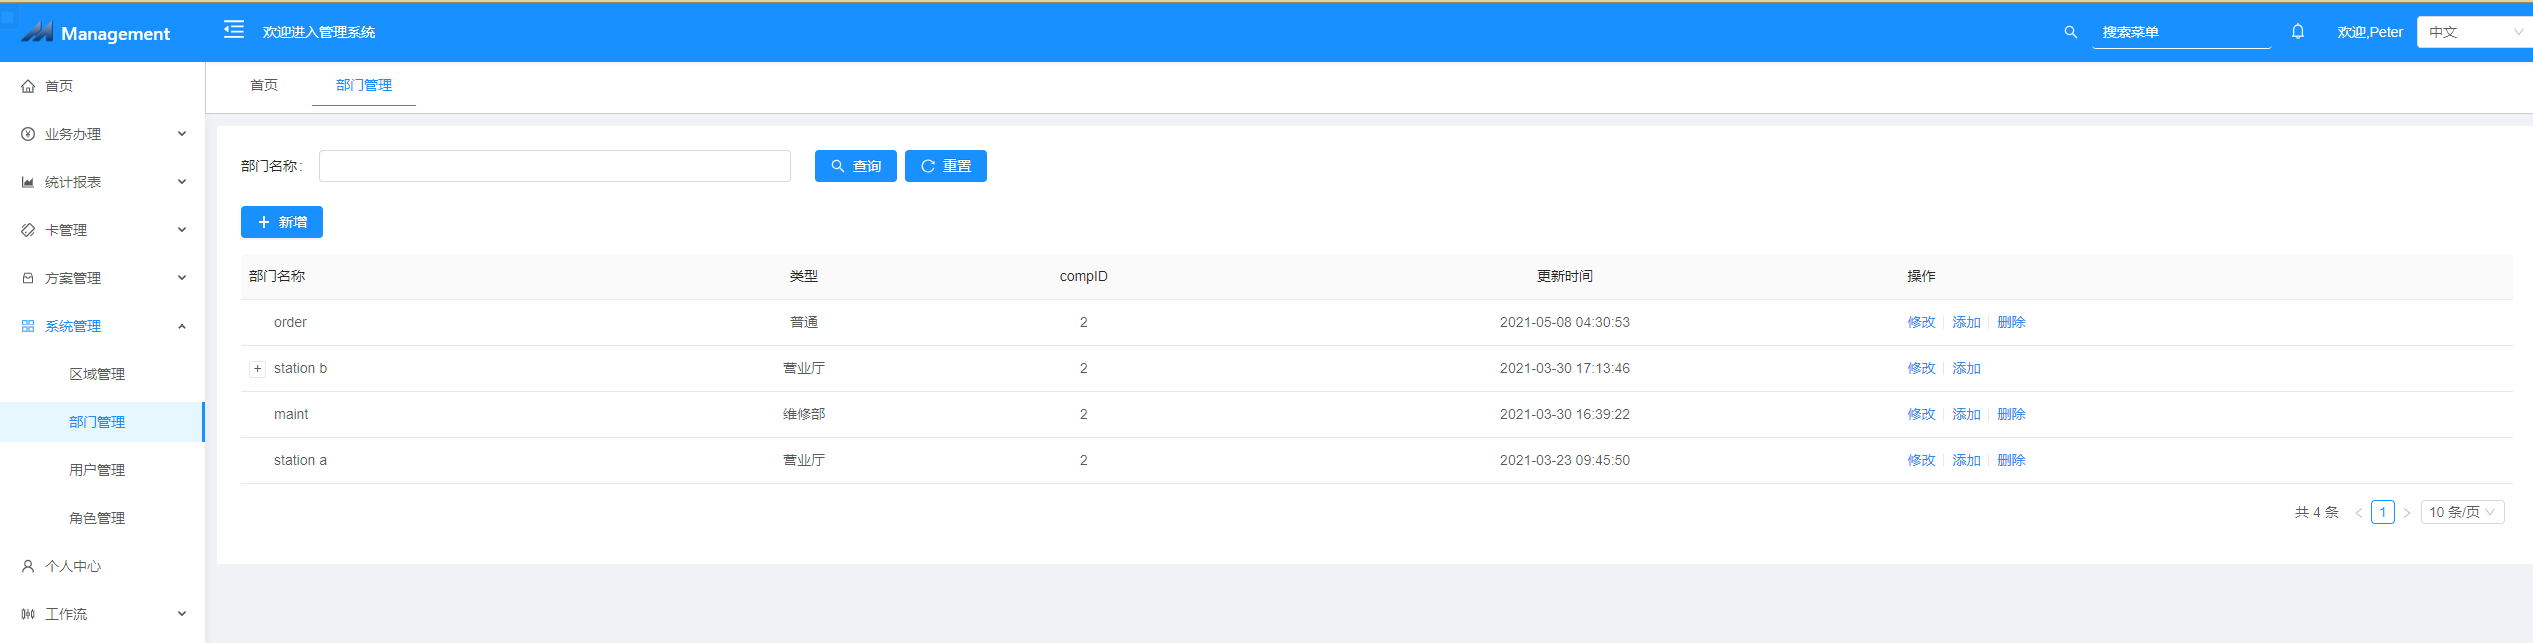 Management
欢迎进入管理系统
搜索菜单
欢迎,Peter
中文
首页
业务办理
统计报表
卡管理
方案管理
系统管理
区域管理
部门管理
用户管理
角色管理
个人中心
工作流
首页 部门管理
部门名称:
查询
重置
新增
部门名称 类型 compID 更新时间 操作
order 普通 2 2021-05-08 04:30:53 修改 添加 删除
station b 营业厅 2 2021-03-30 17:13:46 修改 添加
maint 维修部 2 2021-03-30 16:39:22 修改 添加 删除
station a 营业厅 2 2021-03-23 09:45:50 修改 添加 删除
共 4 条 < 1 > 10 条/页